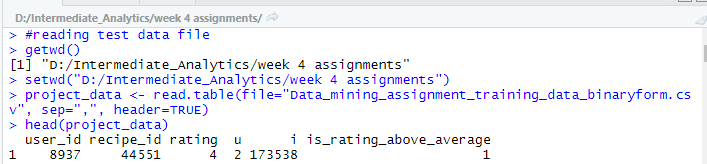 D:/Intermediate_Analytics/week 4 assignments/
> #reading test data file
> getwd()
[1] "D:/Intermediate_Analytics/week 4 assignments"
> setwd("D:/Intermediate_Analytics/week 4 assignments")
> project_data <- read.table(file="Data_mining_assignment_training_data_binaryform.cs
v", sep=",", header=TRUE)
> head(project_data)
  user_id recipe_id rating u      i is_rating_above_average
1    8937     44551      4 2 173538                       1